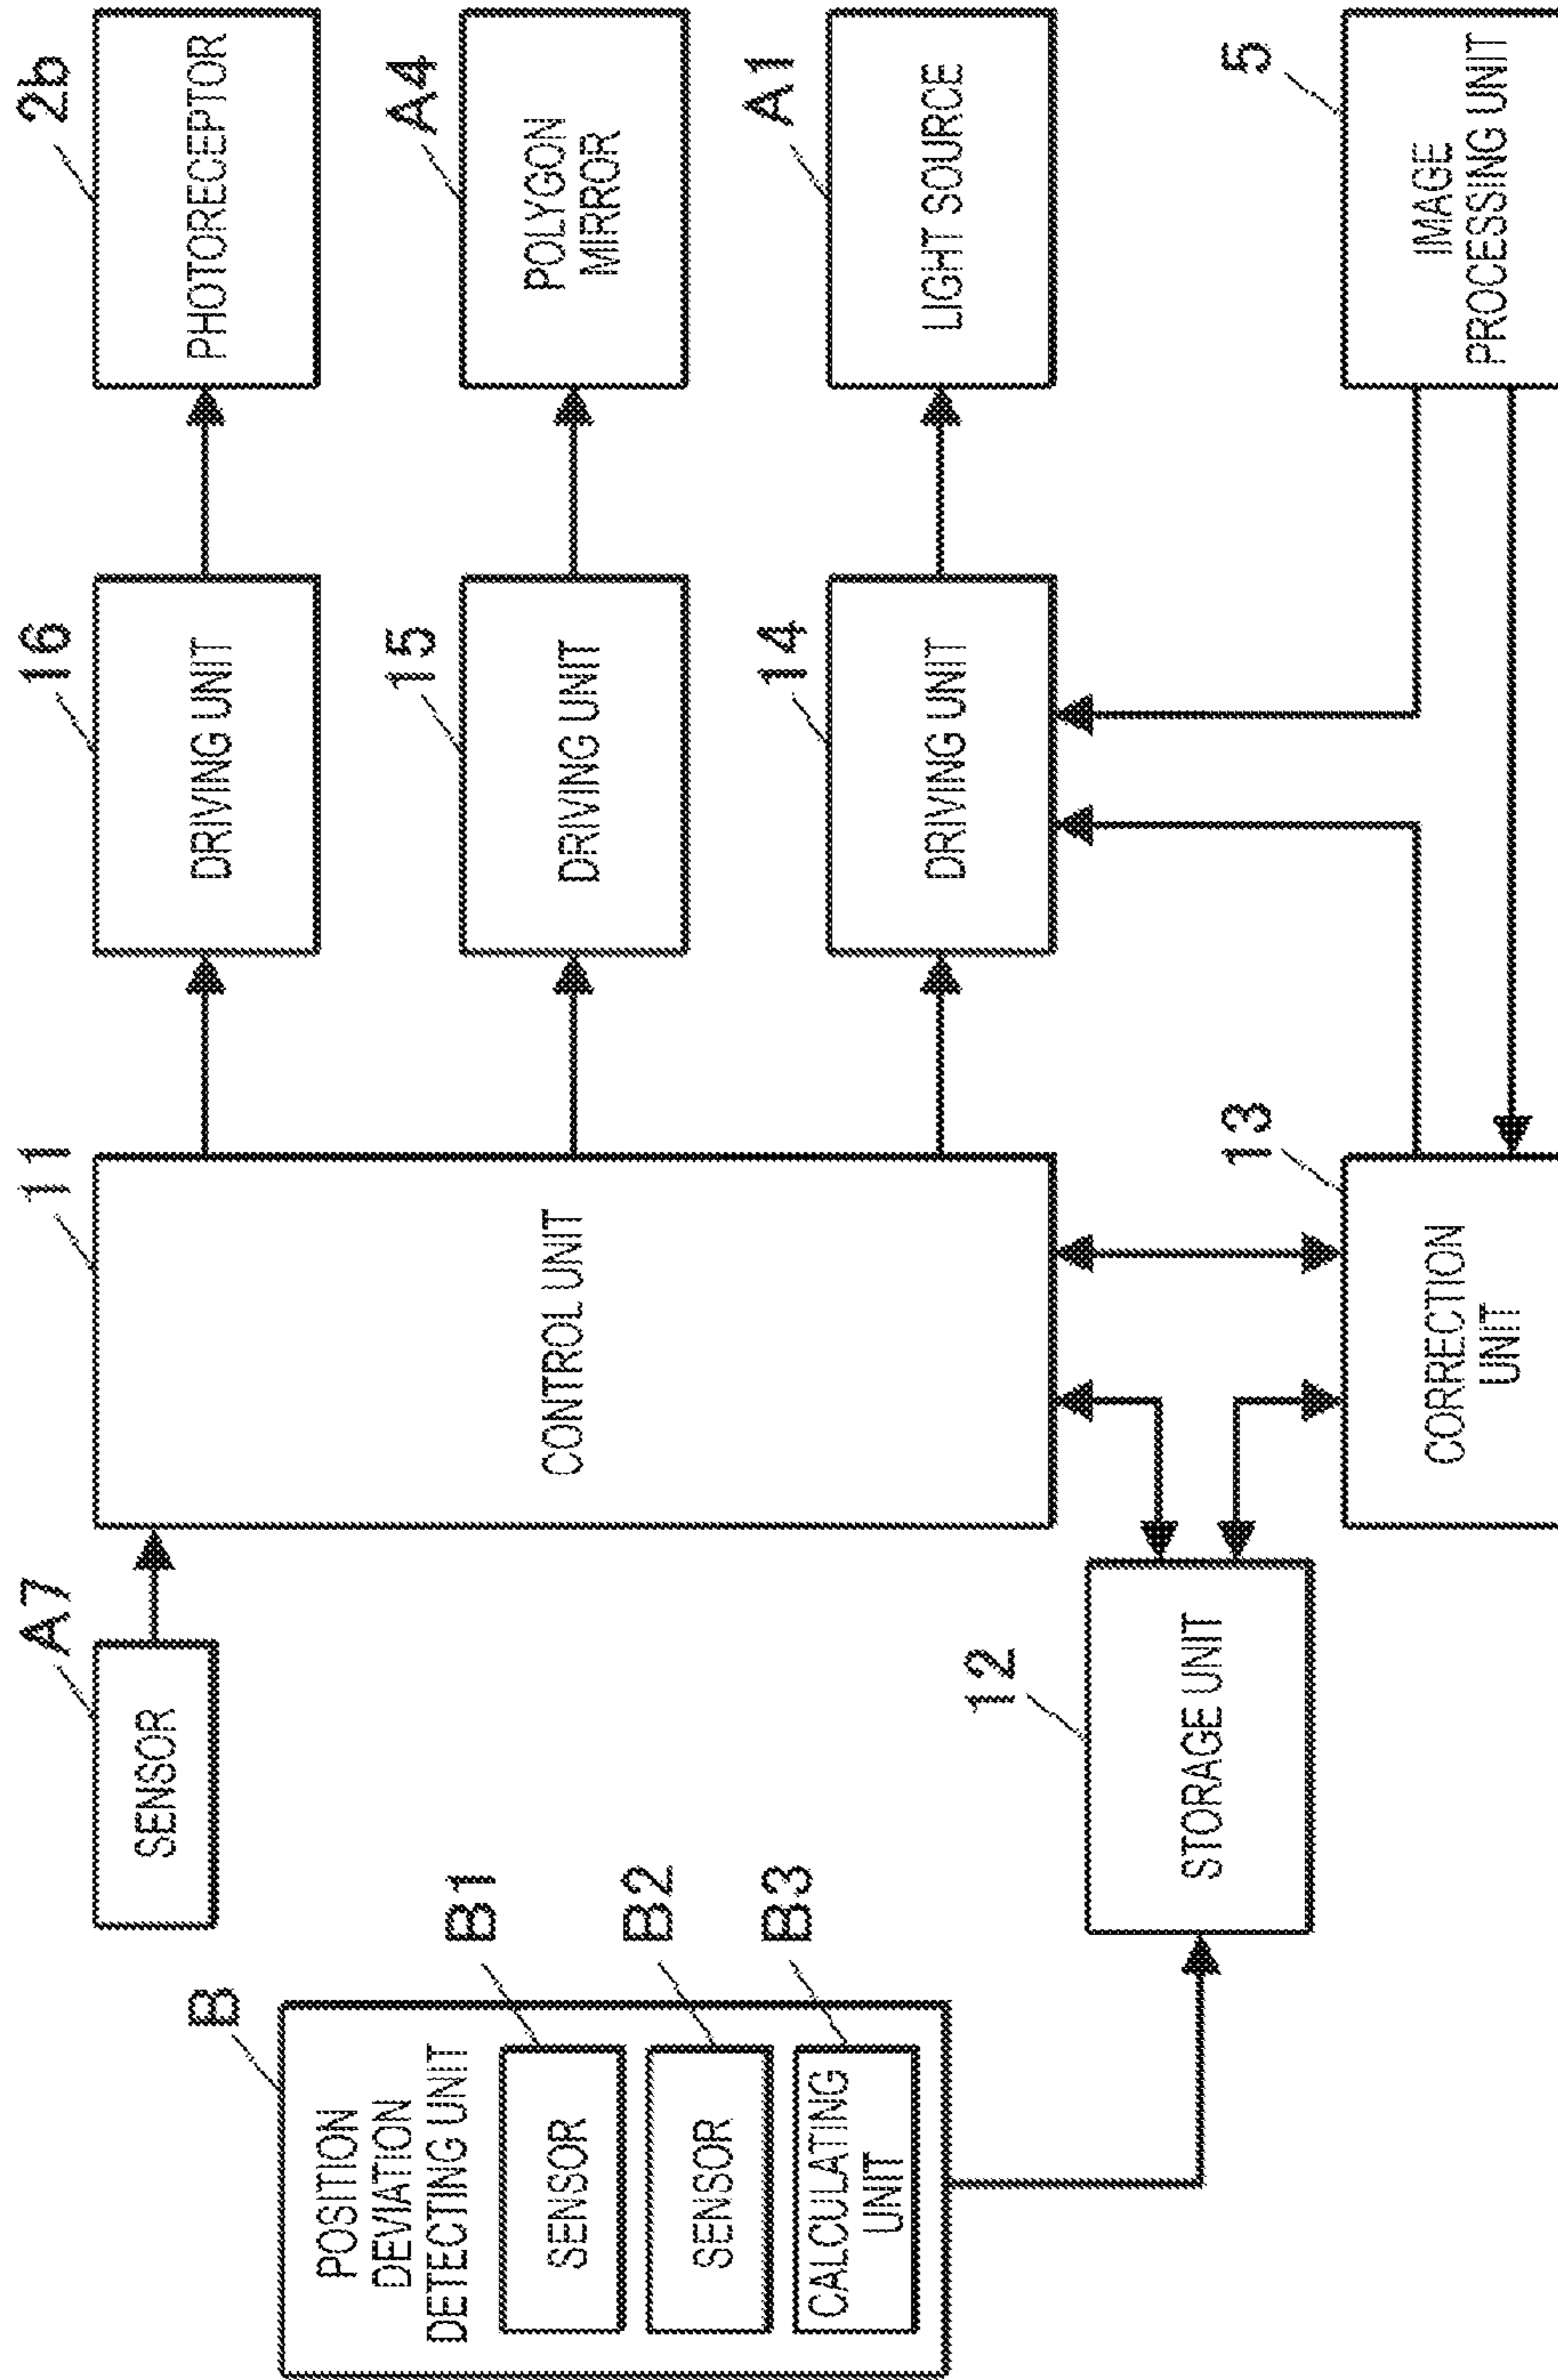 B
POSITION
DEVIATION
DETECTING UNIT
B1
SENSOR
B2
SENSOR
B3
CALCULATING
UNIT
A7
SENSOR
12
STORAGE UNIT
11
CONTROL UNIT
13
CORRECTION
UNIT
16
DRIVING UNIT
15
DRIVING UNIT
14
DRIVING UNIT
2b
PHOTORECEPTOR
A4
POLYGON
MIRROR
A1
LIGHT SOURCE
5
IMAGE
PROCESSING UNIT